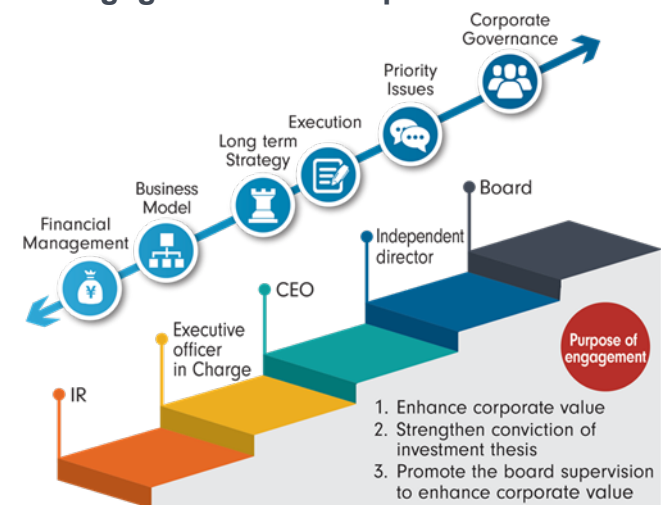 Corporate
Governance
Priority
Issues
Execution
Long term
Strategy
Business
Model
Financial
Management
¥
Board
Independent
director
CEO
Executive
officer
in Charge
IR
Purpose of
engagement
1. Enhance corporate value
2. Strengthen conviction of
investment thesis
3. Promote the board supervision
to enhance corporate value